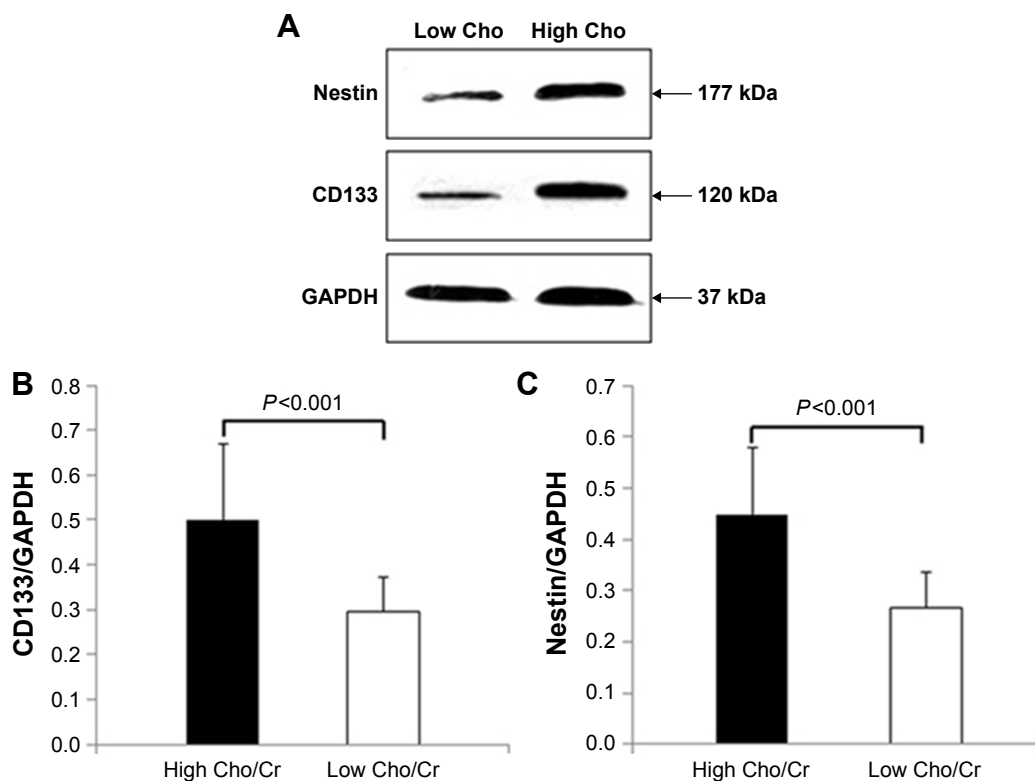 A
Low Cho High Cho
Nestin 177 kDa
CD133 120 kDa
GAPDH 37 kDa
B
0.8
0.7
0.6
0.5
0.4
0.3
0.2
0.1
0.0
CD133/GAPDH
P<0.001
High Cho/Cr Low Cho/Cr
C
0.7
0.6
0.5
0.4
0.3
0.2
0.1
0.0
Nestin/GAPDH
P<0.001
High Cho/Cr Low Cho/Cr